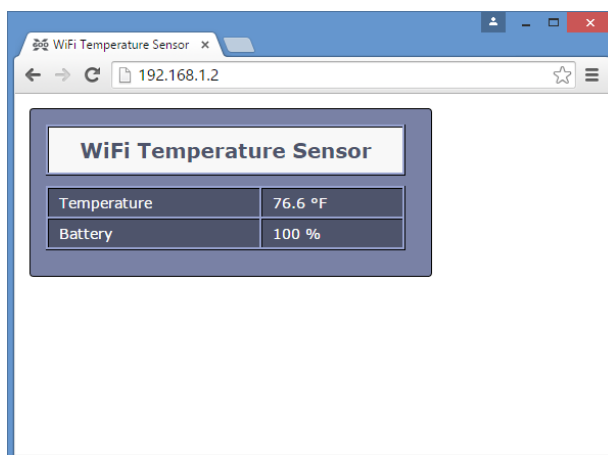 WiFi Temperature Sensor
192.168.1.2
WiFi Temperature Sensor
Temperature 76.6 °F
Battery 100 %